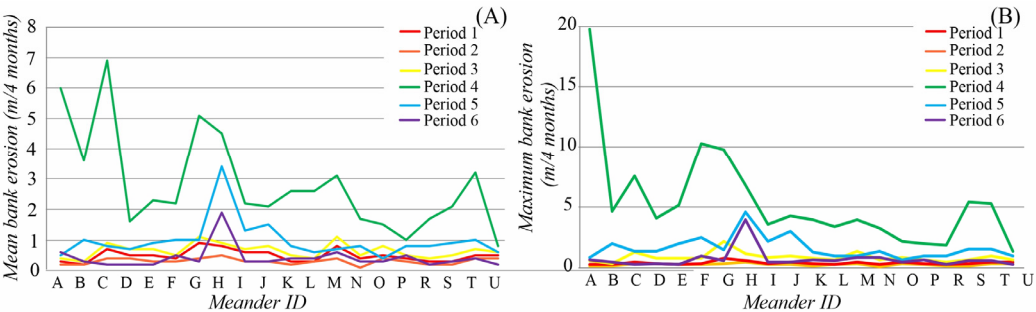 (A)
Mean bank erosion (m/4 months)
8
7
6
5
4
3
2
1
0
Period 1
Period 2
Period 3
Period 4
Period 5
Period 6
A B C D E F G H I J K L M N O P R S T U
Meander ID
(B)
Maximum bank erosion
(m/4 months)
20
15
10
5
0
Period 1
Period 2
Period 3
Period 4
Period 5
Period 6
A B C D E F G H I J K L M N O P R S T U
Meander ID